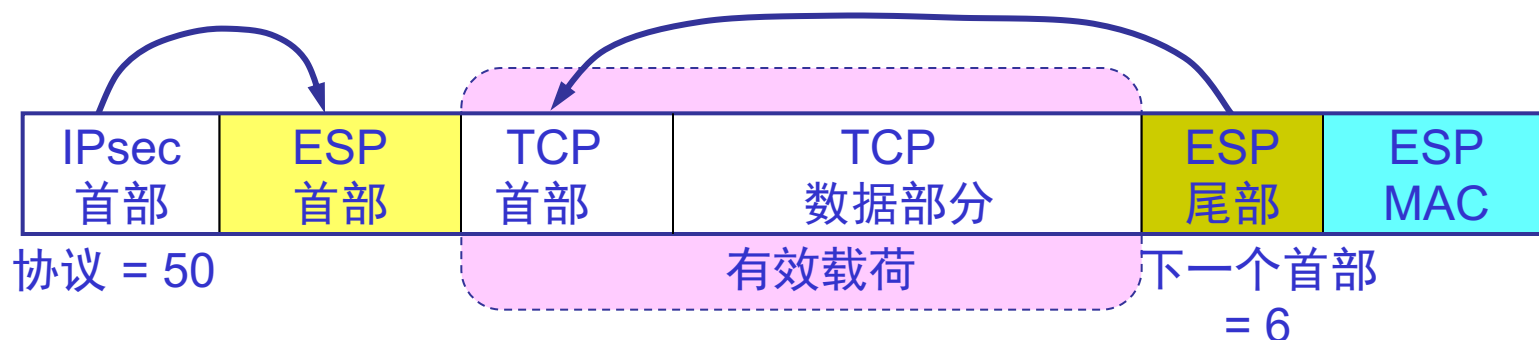 IPsec
首部
ESP
首部
TCP
首部
TCP
数据部分
ESP
尾部
ESP
MAC
协议 = 50
有效载荷
下一个首部
= 6